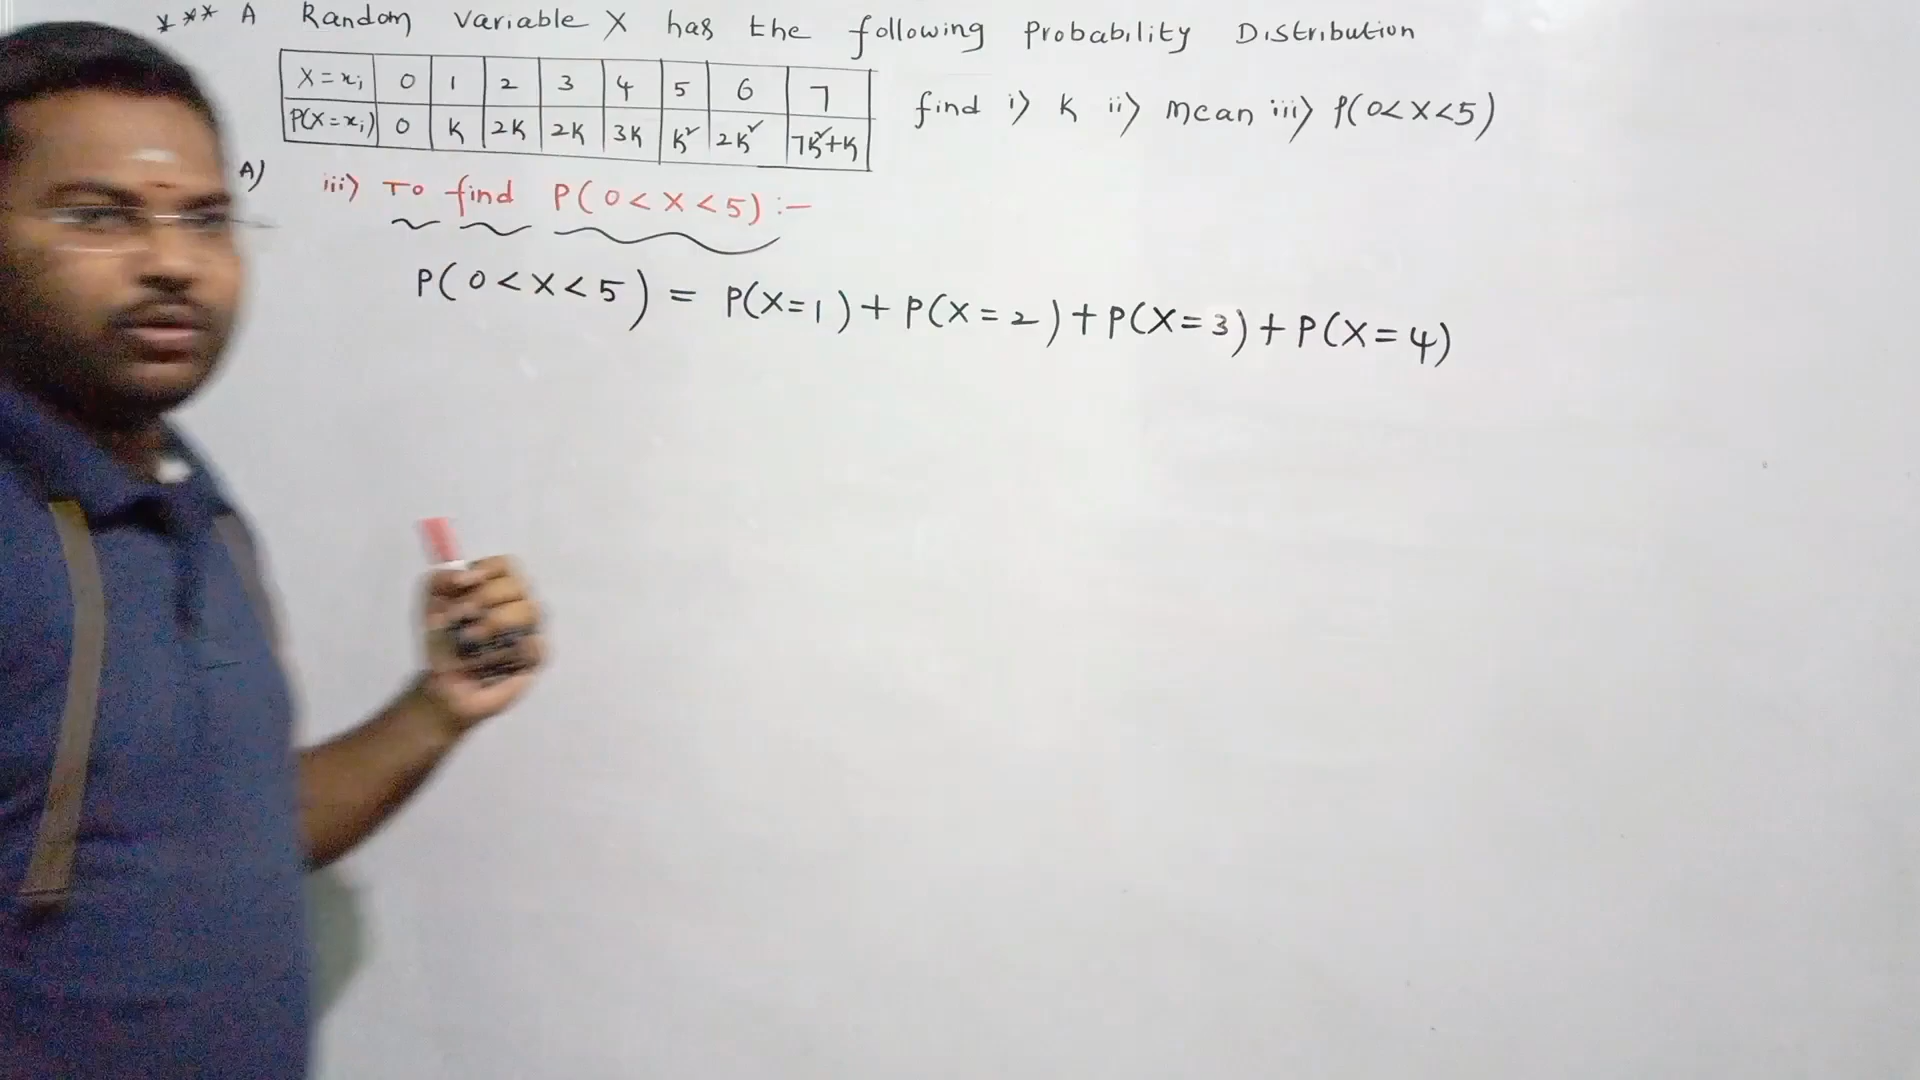 *** A Random Variable X has the following Probability Distribution
X=xi 0 1 2 3 4 5 6 7
P(X=xi) 0 K 2K 2K 3K K² 2K² 7K²+K
find i) K ii) mean iii) P(0<X<5)
A) iii) To find P(0<X<5):-
P(0<X<5) = P(X=1)+P(X=2)+P(X=3)+P(X=4)